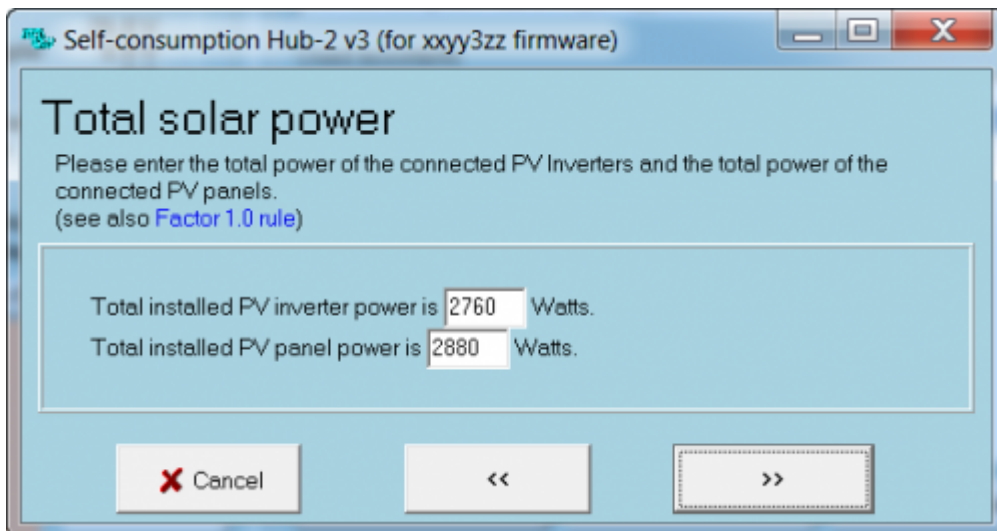 Self-consumption Hub-2 v3 (for xxyy3zz firmware)
Total solar power
Please enter the total power of the connected PV Inverters and the total power of the
connected PV panels.
(see also Factor 1.0 rule)
Total installed PV inverter power is 2760 Watts.
Total installed PV panel power is 2880 Watts.
Cancel << >>